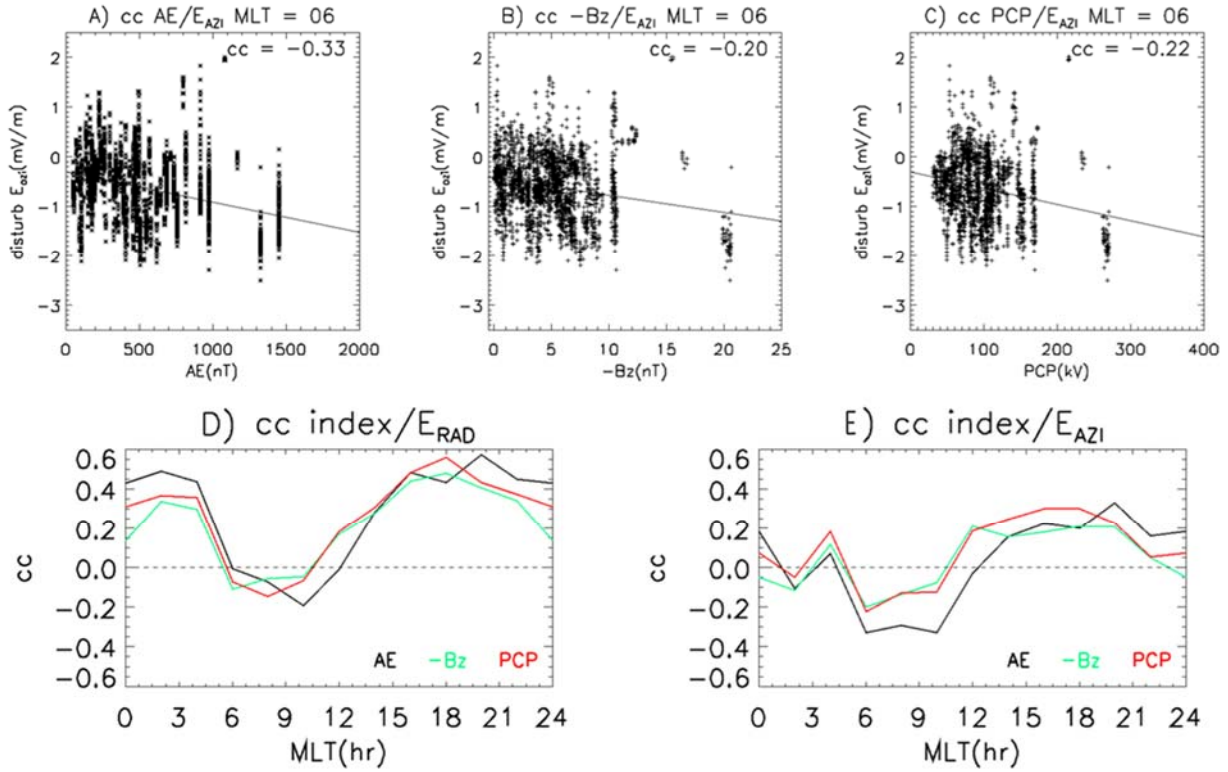 A) cc AE/E_AZI MLT = 06
cc = −0.33
2
1
0
−1
−2
−3
disturb E_azi(mV/m)
0 500 1000 1500 2000
AE(nT)
B) cc −Bz/E_AZI MLT = 06
cc = −0.20
2
1
0
−1
−2
−3
disturb E_azi(mV/m)
0 5 10 15 20 25
−Bz(nT)
C) cc PCP/E_AZI MLT = 06
cc = −0.22
2
1
0
−1
−2
−3
disturb E_azi(mV/m)
0 100 200 300 400
PCP(kV)
D) cc index/E_RAD
0.6
0.4
0.2
0.0
−0.2
−0.4
−0.6
cc
AE −Bz PCP
0 3 6 9 12 15 18 21 24
MLT(hr)
E) cc index/E_AZI
0.6
0.4
0.2
0.0
−0.2
−0.4
−0.6
cc
AE −Bz PCP
0 3 6 9 12 15 18 21 24
MLT(hr)